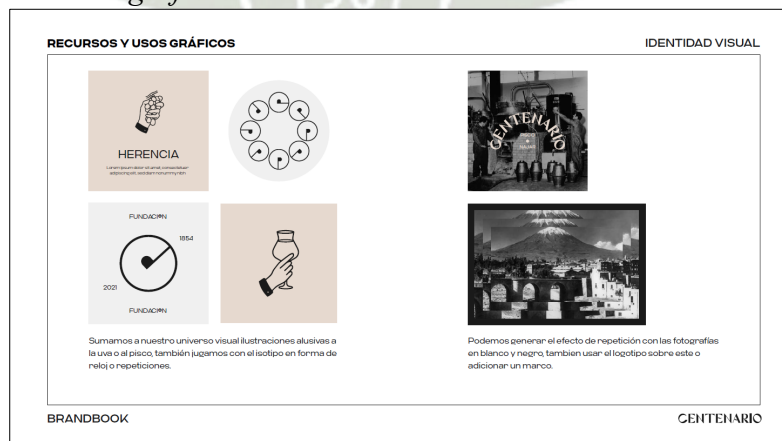 RECURSOS Y USOS GRÁFICOS
IDENTIDAD VISUAL
HERENCIA
FUNDACIÓN
1854
2021
FUNDACIÓN
CENTENARIO
Sumamos a nuestro universo visual ilustraciones alusivas a
la uva o al pisco, también jugamos con el isotipo en forma de
reloj o repeticiones.
Podemos generar el efecto de repetición con las fotografías
en blanco y negro, tambien usar el logotipo sobre este o
adicionar un marco.
BRANDBOOK
CENTENARIO